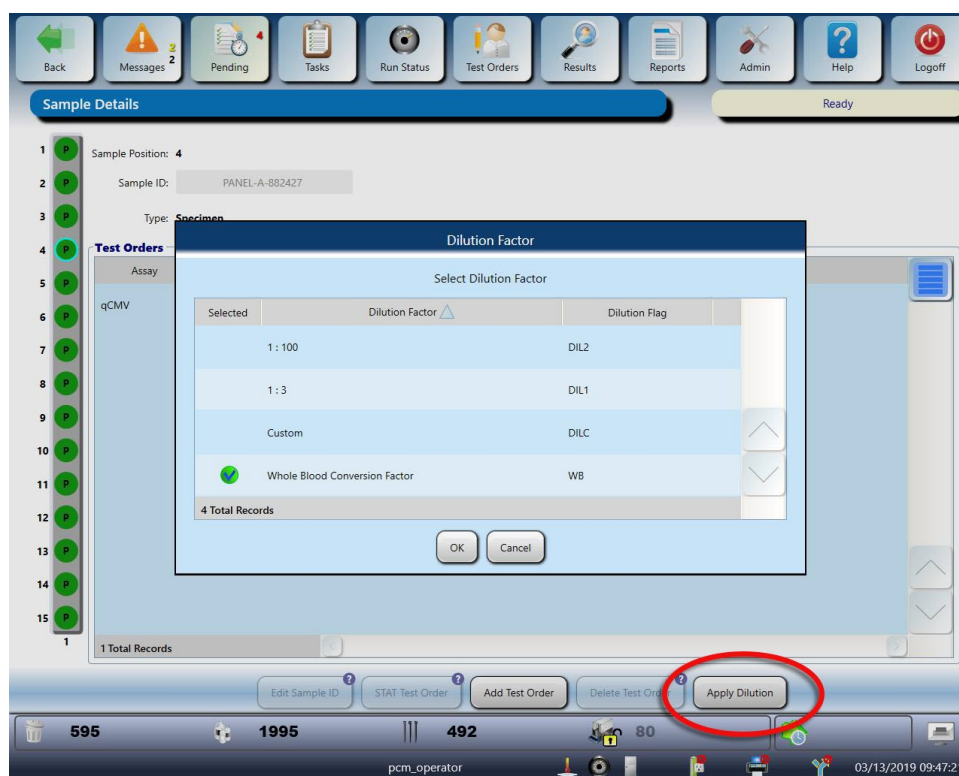 4
2
2
Back
Messages
Pending
Tasks
Run Status
Test Orders
Results
Reports
Admin
Help
Logoff
Sample Details
Ready
1 P
2 P
3 P
4 P
5 P
6 P
7 P
8 P
9 P
10 P
11 P
12 P
13 P
14 P
15 P
1
Sample Position: 4
Sample ID: PANEL-A-882427
Type: Specimen
Test Orders
Assay
qCMV
Dilution Factor
Select Dilution Factor
Selected Dilution Factor Dilution Flag
1 : 100 DIL2
1 : 3 DIL1
Custom DILC
Whole Blood Conversion Factor WB
4 Total Records
OK Cancel
1 Total Records
Edit Sample ID ?
STAT Test Order ?
Add Test Order
Delete Test Order ?
Apply Dilution
595 1995 492 80
pcm_operator
03/13/2019 09:47:2